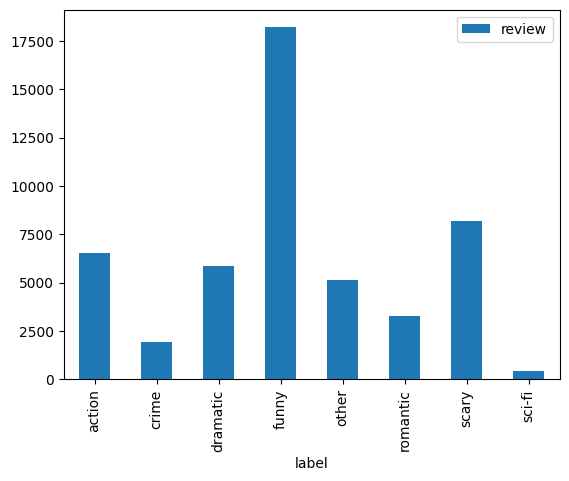 review
17500
15000
12500
10000
7500
5000
2500
0
action
crime
dramatic
funny
other
romantic
scary
sci-fi
label